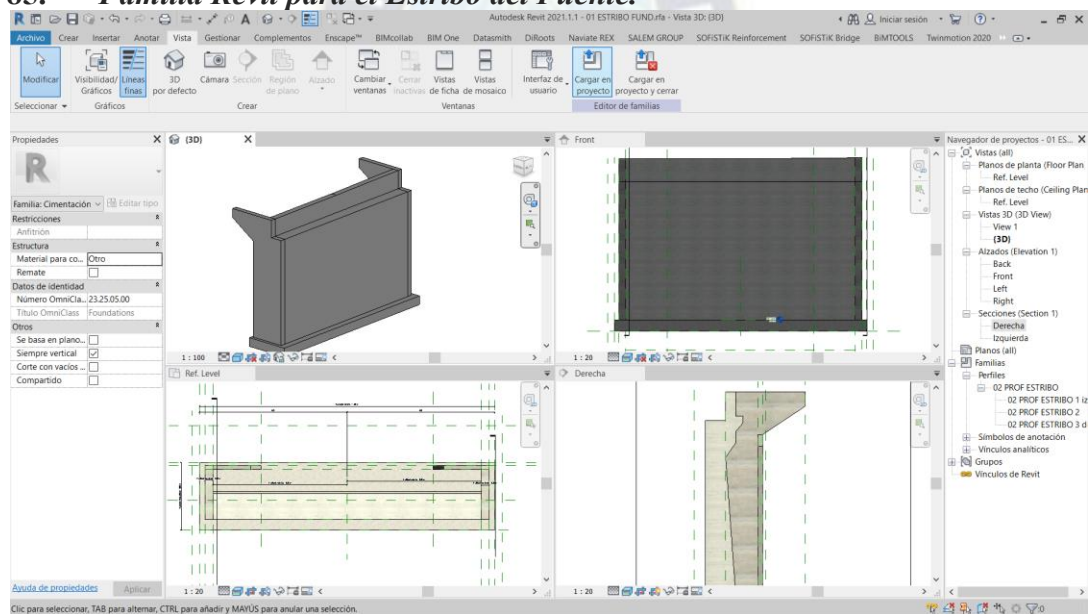 Familia Revit para el Estribo del Puente.
Autodesk Revit 2021.1.1 - 01 ESTRIBO FUND.rfa - Vista 3D: {3D}
Iniciar sesión
Archivo Crear Insertar Anotar Vista Gestionar Complementos Enscape™ BIMcollab BIM One Datasmith DiRoots Naviate REX SALEM GROUP SOFiSTiK Reinforcement SOFiSTiK Bridge BiMTOOLS Twinmotion 2020
Modificar
Visibilidad/ Gráficos
Líneas finas
3D por defecto
Cámara
Sección
Región de plano
Alzado
Cambiar ventanas
Cerrar inactivas
Vistas de ficha
Vistas de mosaico
Interfaz de usuario
Cargar en proyecto
Cargar en proyecto y cerrar
Seleccionar
Gráficos
Crear
Ventanas
Editor de familias
Propiedades
R
Familia: Cimentación
Editar tipo
Restricciones
Anfitrión
Estructura
Material para co... Otro
Remate
Datos de identidad
Número OmniCla... 23.25.05.00
Título OmniClass Foundations
Otros
Se basa en plano...
Siempre vertical
Corte con vacíos ...
Compartido
Ayuda de propiedades
Aplicar
{3D}
1 : 100
Front
1 : 20
Ref. Level
1 : 20
Derecha
1 : 20
Navegador de proyectos - 01 ES...
Vistas (all)
Planos de planta (Floor Plan
Ref. Level
Planos de techo (Ceiling Plan
Ref. Level
Vistas 3D (3D View)
View 1
{3D}
Alzados (Elevation 1)
Back
Front
Left
Right
Secciones (Section 1)
Derecha
Izquierda
Planos (all)
Familias
Perfiles
02 PROF ESTRIBO
02 PROF ESTRIBO 1 iz
02 PROF ESTRIBO 2
02 PROF ESTRIBO 3 d
Símbolos de anotación
Vínculos analíticos
Grupos
Vínculos de Revit
Clic para seleccionar, TAB para alternar, CTRL para añadir y MAYÚS para anular una selección.